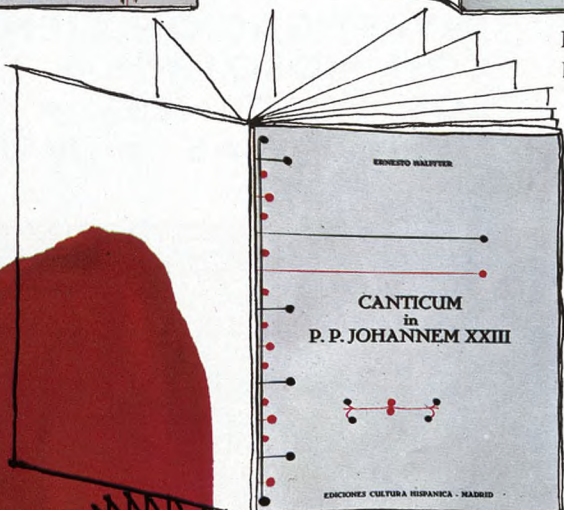 ERNESTO HALFFTER
CANTICUM
in
P. P. JOHANNEM XXIII
EDICIONES CULTURA HISPANICA - MADRID